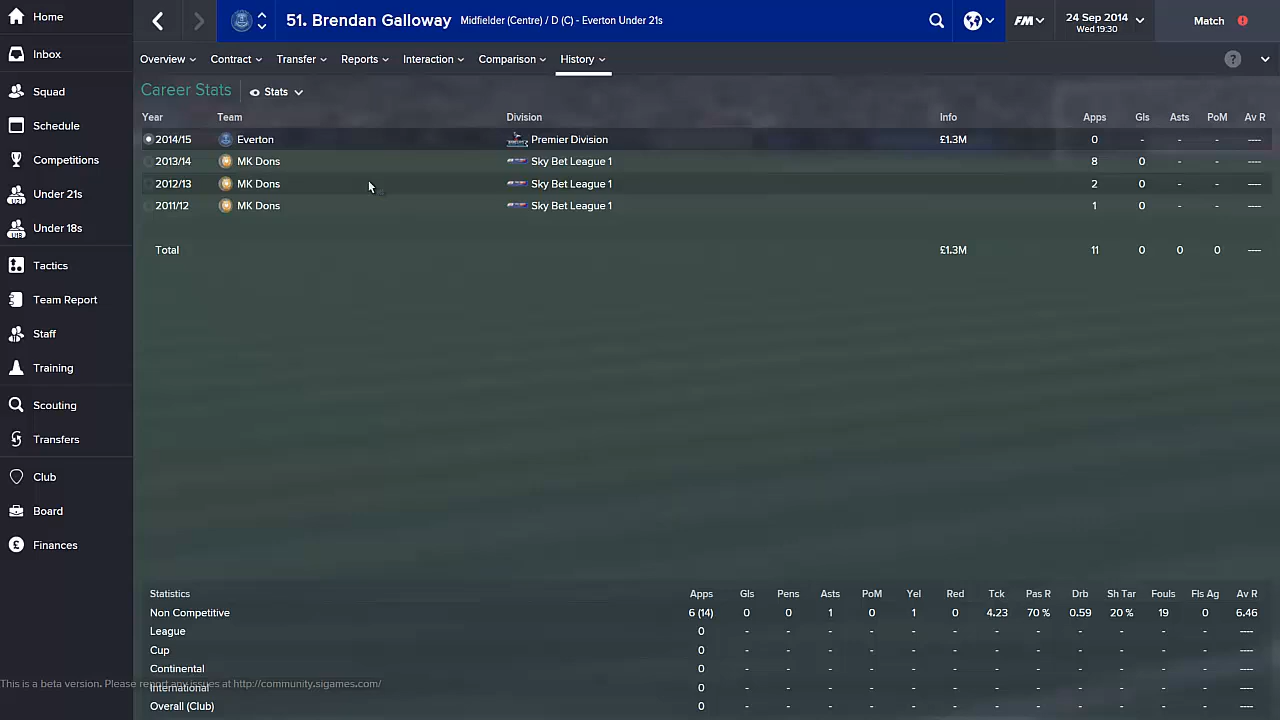 Home
51. Brendan Galloway Midfielder (Centre) / D (C) - Everton Under 21s FM 24 Sep 2014 Match
Wed 19:30
Inbox
Overview Contract Transfer Reports Interaction Comparison History ?
Squad
Career Stats Stats
Schedule
Year Team Division Info Apps Gls Asts PoM Av R
2014/15 Everton Premier Division £1.3M 0 - - - ---
Competitions
2013/14 MK Dons Sky Bet League 1 8 0 - - ---
Under 21s
2012/13 MK Dons Sky Bet League 1 2 0 - - ---
2011/12 MK Dons Sky Bet League 1 1 0 - - ---
Under 18s
Total £1.3M 11 0 0 0 ---
Tactics
Team Report
Staff
Training
Scouting
Transfers
Club
Board
Finances
Statistics Apps Gls Pens Asts PoM Yel Red Tck Pas R Drb Sh Tar Fouls Fls Ag Av R
Non Competitive 6 (14) 0 0 1 0 1 0 4.23 70 % 0.59 20 % 19 0 6.46
League 0 - - - - - - - - - - - - ---
Cup 0 - - - - - - - - - - - - ---
Continental 0 - - - - - - - - - - - - ---
This is a beta version. Please report any issues at http://community.sigames.com/
International 0 - - - - - - - - - - - - ---
Overall (Club) 0 - - - - - - - - - - - - ---